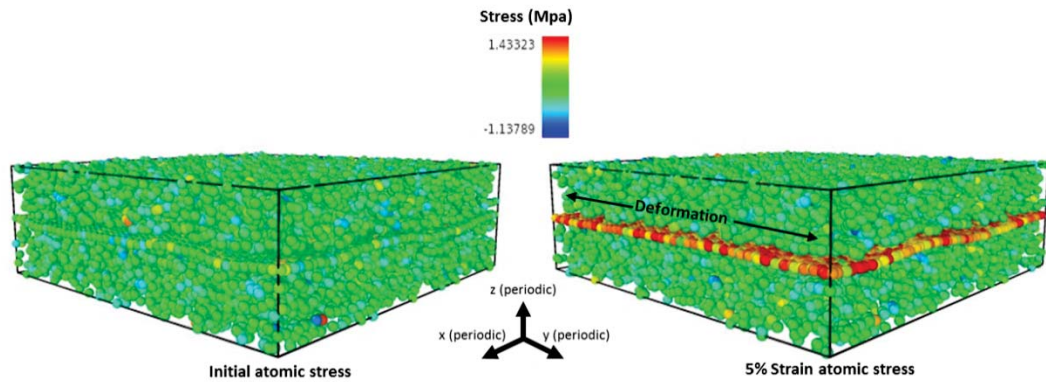 Stress (Mpa)
1.43323
-1.13789
Deformation
z (periodic)
x (periodic)
y (periodic)
Initial atomic stress
5% Strain atomic stress